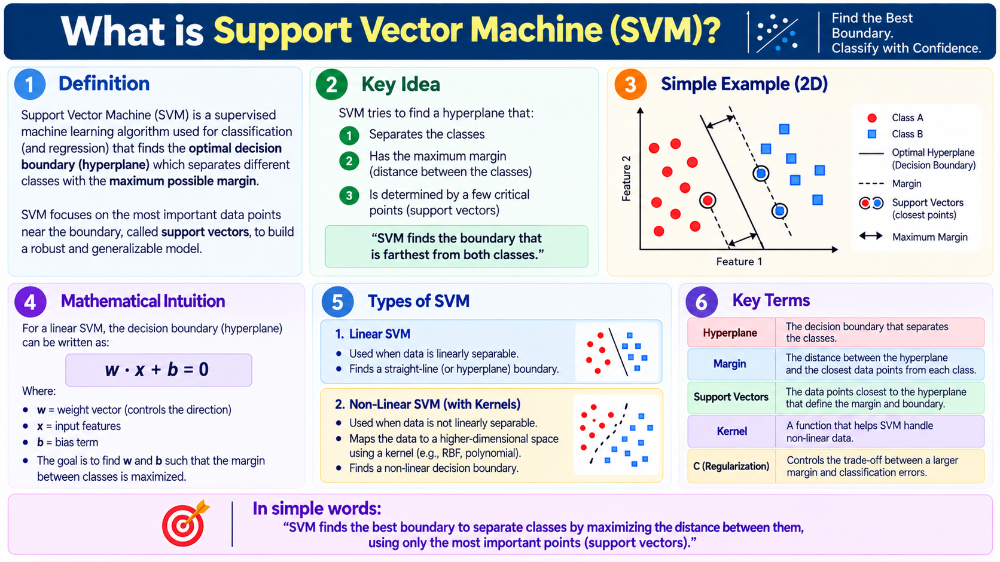 What is Support Vector Machine (SVM)?
Find the Best
Boundary.
Classify with Confidence.
1 Definition
Support Vector Machine (SVM) is a supervised
machine learning algorithm used for classification
(and regression) that finds the optimal decision
boundary (hyperplane) which separates different
classes with the maximum possible margin.
SVM focuses on the most important data points
near the boundary, called support vectors, to build
a robust and generalizable model.
2 Key Idea
SVM tries to find a hyperplane that:
1 Separates the classes
2 Has the maximum margin
(distance between the classes)
3 Is determined by a few critical
points (support vectors)
“SVM finds the boundary that
is farthest from both classes.”
3 Simple Example (2D)
Feature 2
Feature 1
Class A
Class B
Optimal Hyperplane
(Decision Boundary)
Margin
Support Vectors
(closest points)
Maximum Margin
4 Mathematical Intuition
For a linear SVM, the decision boundary (hyperplane)
can be written as:
w · x + b = 0
Where:
• w = weight vector (controls the direction)
• x = input features
• b = bias term
• The goal is to find w and b such that the margin
between classes is maximized.
5 Types of SVM
1. Linear SVM
• Used when data is linearly separable.
• Finds a straight-line (or hyperplane) boundary.
2. Non-Linear SVM (with Kernels)
• Used when data is not linearly separable.
• Maps the data to a higher-dimensional space
using a kernel (e.g., RBF, polynomial).
• Finds a non-linear decision boundary.
6 Key Terms
Hyperplane
The decision boundary that separates
the classes.
Margin
The distance between the hyperplane
and the closest data points from each class.
Support Vectors
The data points closest to the hyperplane
that define the margin and boundary.
Kernel
A function that helps SVM handle
non-linear data.
C (Regularization)
Controls the trade-off between a larger
margin and classification errors.
In simple words:
“SVM finds the best boundary to separate classes by maximizing the distance between them,
using only the most important points (support vectors).”